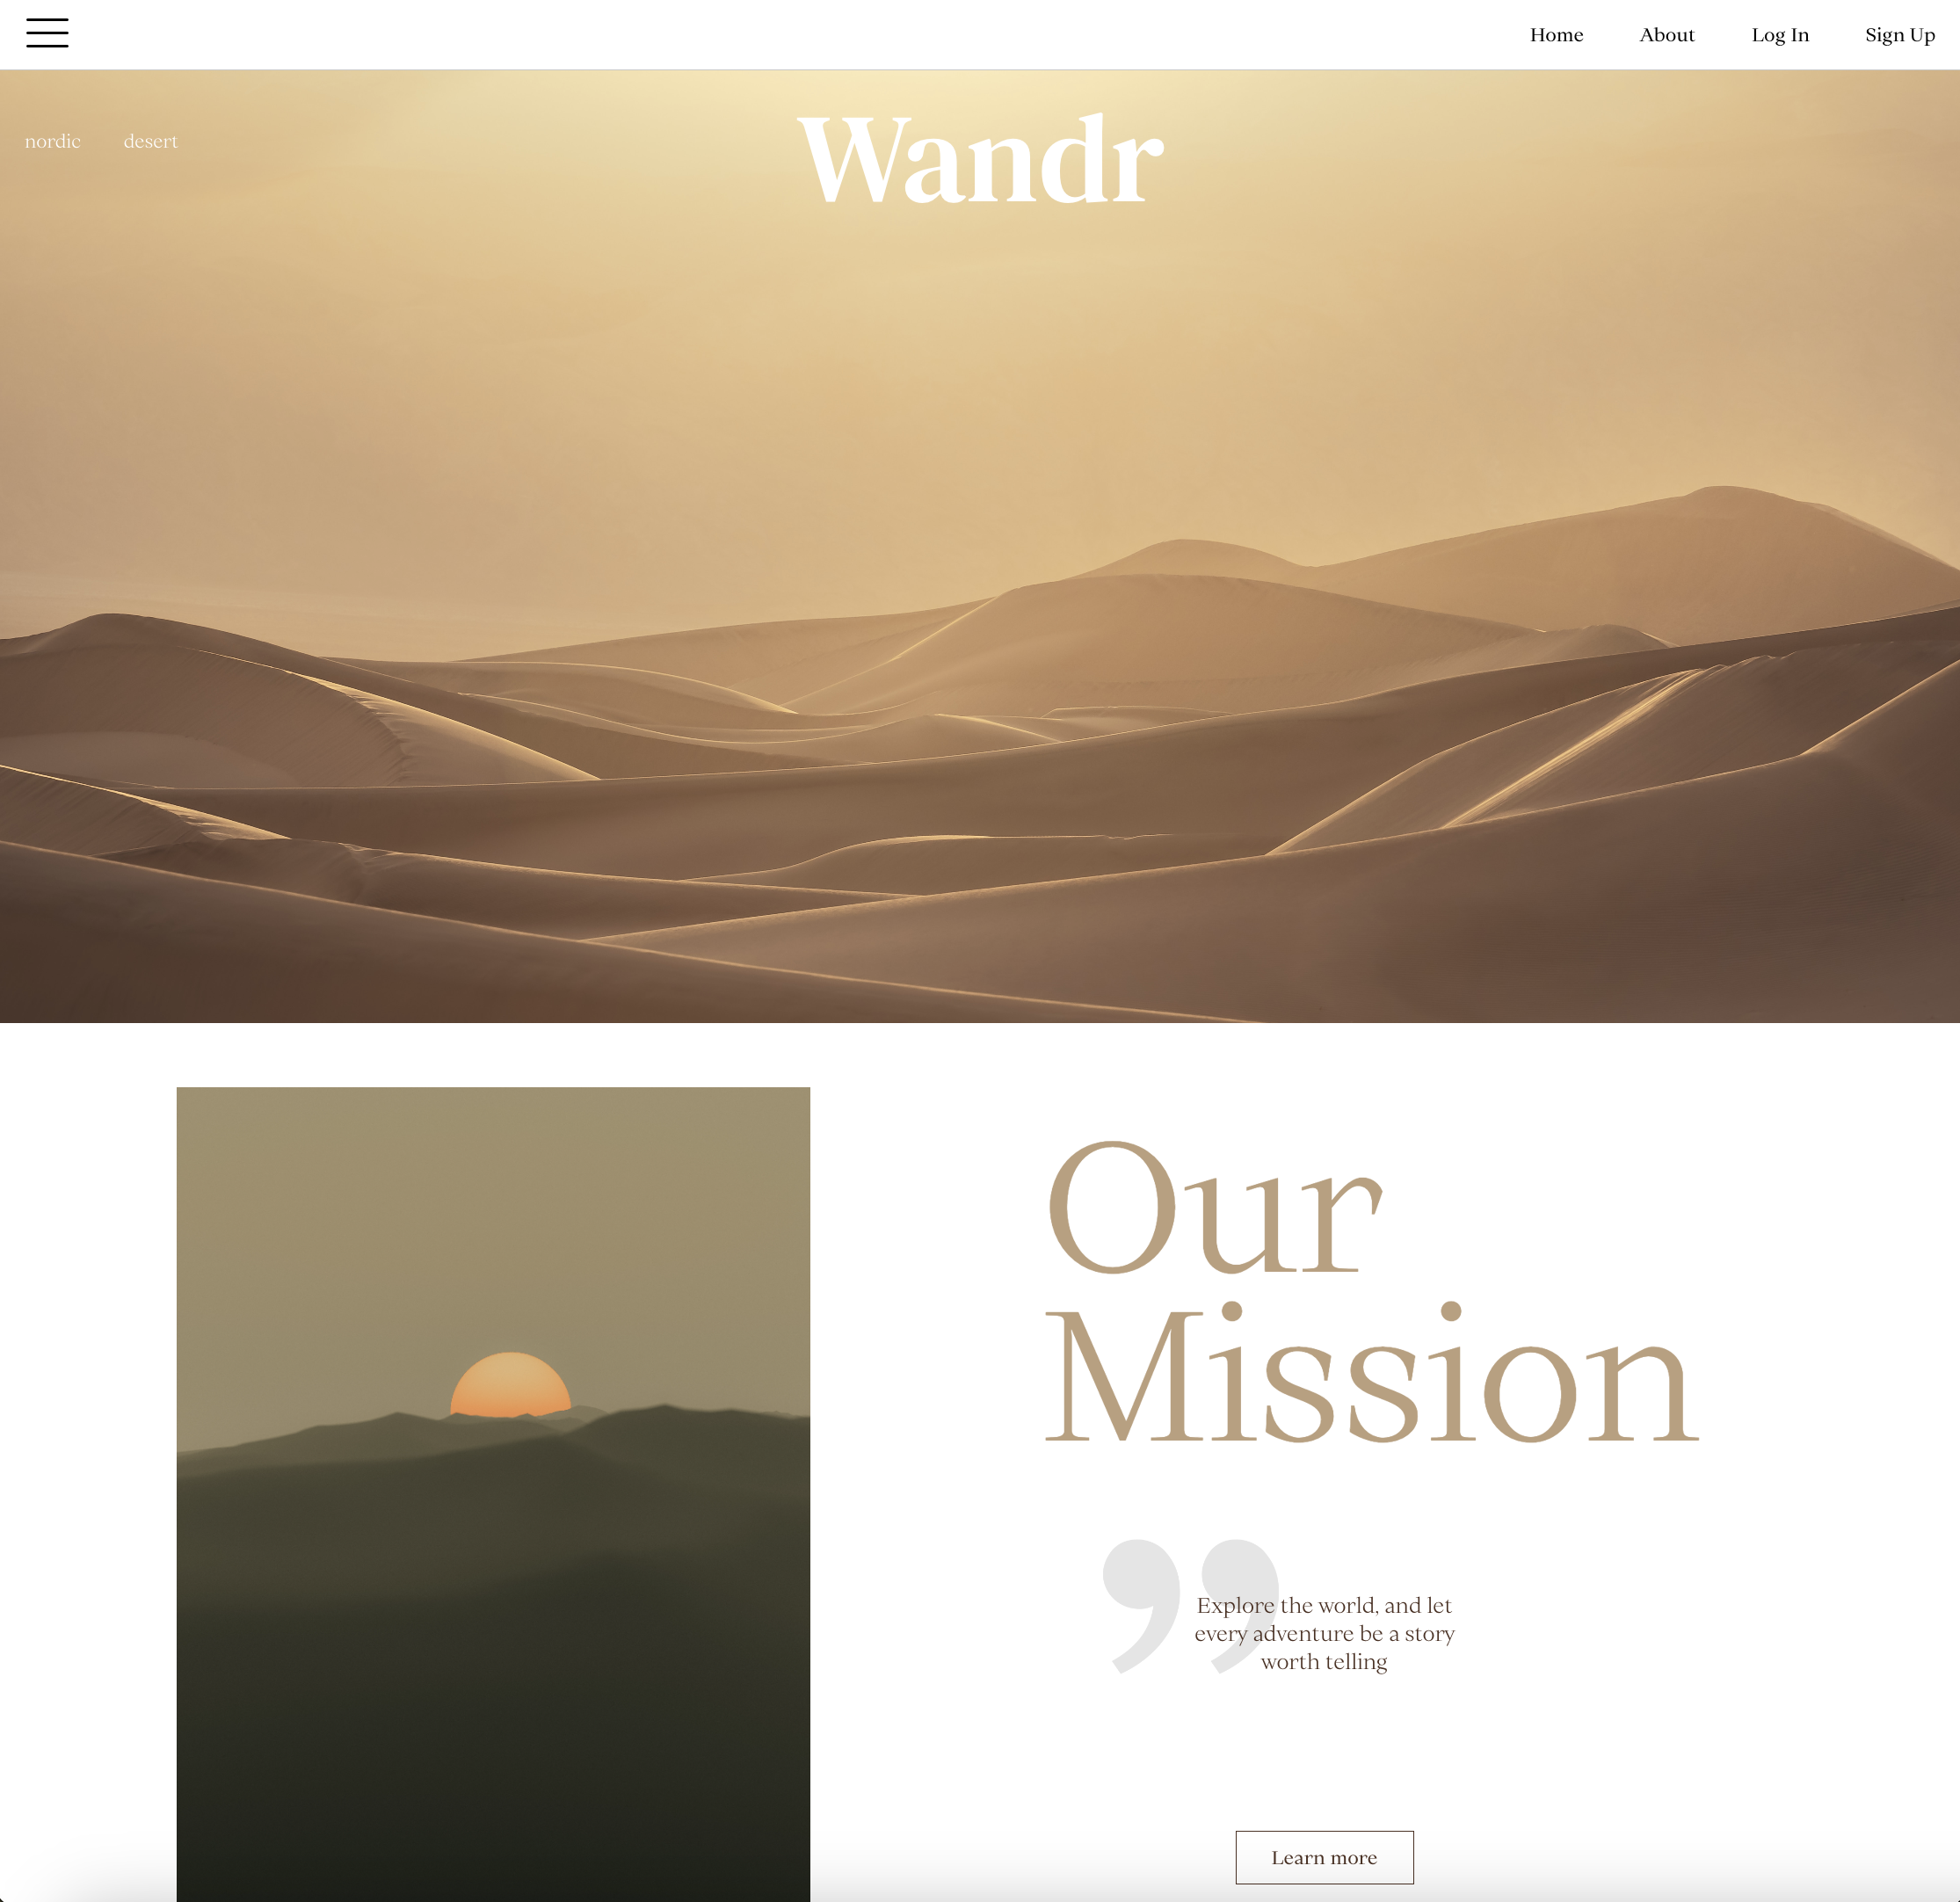 Home About Log In Sign Up
nordic desert
Wandr
Our
Mission
”
Explore the world, and let
every adventure be a story
worth telling
Learn more